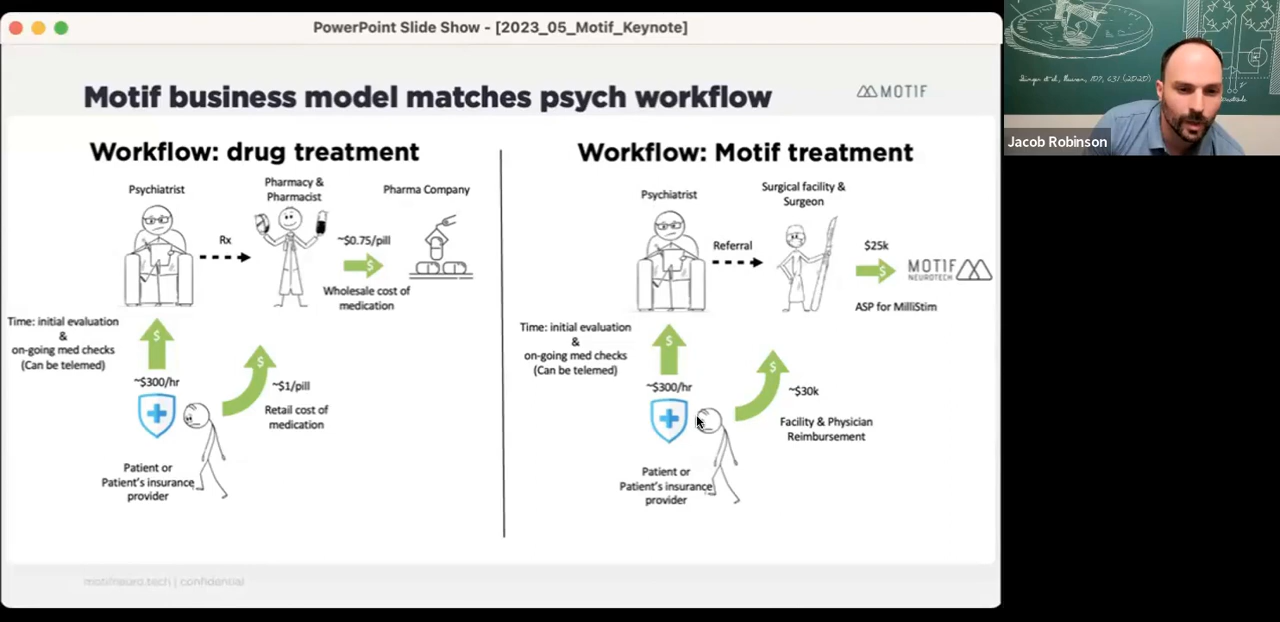 PowerPoint Slide Show - [2023_05_Motif_Keynote]
Motif business model matches psych workflow
MOTIF
Workflow: drug treatment
Psychiatrist
Pharmacy &
Pharmacist
Pharma Company
Rx
~$0.75/pill
$
Wholesale cost of
medication
Time: initial evaluation
&
on-going med checks
(Can be telemed)
$
~$300/hr
$
~$1/pill
Retail cost of
medication
Patient or
Patient's insurance
provider
Workflow: Motif treatment
Psychiatrist
Surgical facility &
Surgeon
Referral
$25k
$
MOTIF
NEUROTECH
ASP for MilliStim
Time: initial evaluation
&
on-going med checks
(Can be telemed)
$
~$300/hr
$
~$30k
Facility & Physician
Reimbursement
Patient or
Patient's insurance
provider
motifneuro.tech | confidential
Jacob Robinson